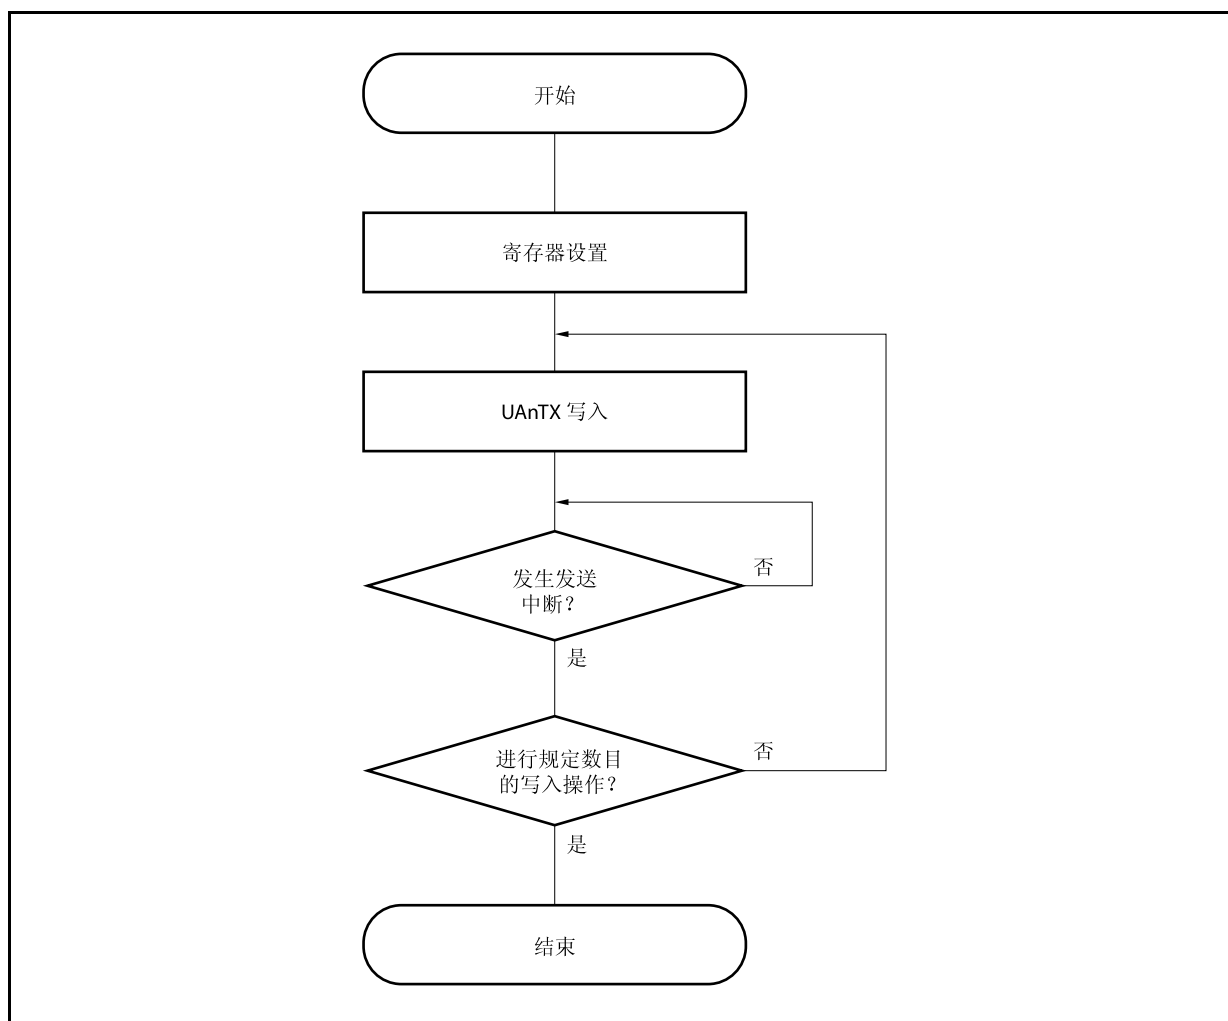 开始
寄存器设置
UAnTX 写入
否
发生发送
中断?
是
否
进行规定数目
的写入操作?
是
结束